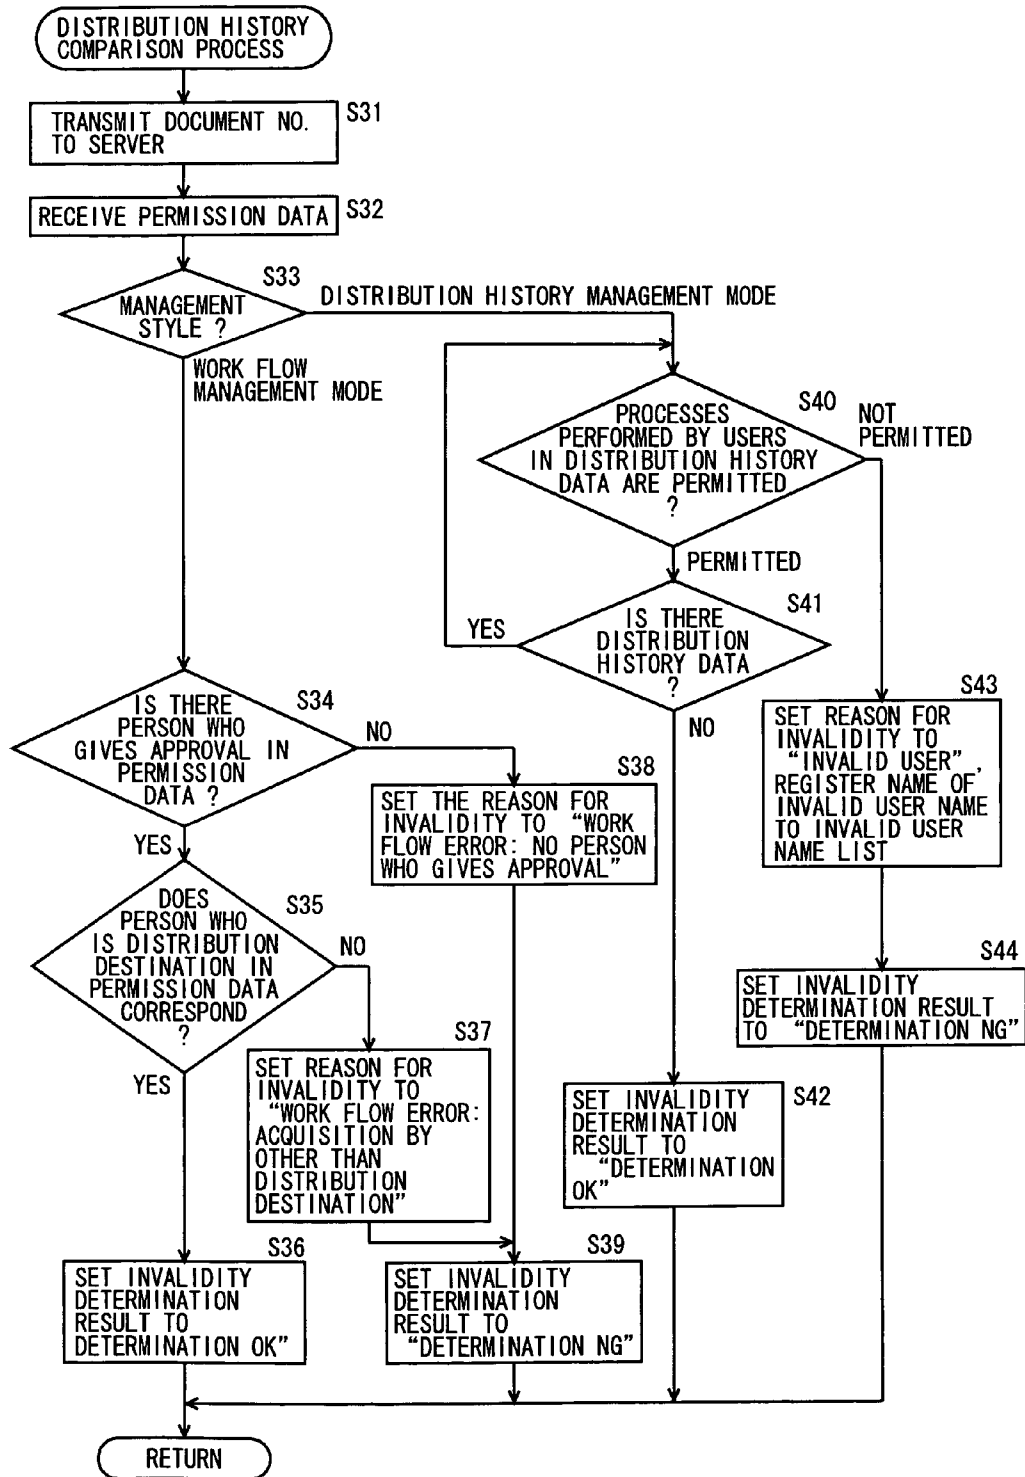 DISTRIBUTION HISTORY
COMPARISON PROCESS
S31
TRANSMIT DOCUMENT NO.
TO SERVER
RECEIVE PERMISSION DATA
S32
S33
MANAGEMENT
STYLE ?
DISTRIBUTION HISTORY MANAGEMENT MODE
WORK FLOW
MANAGEMENT MODE
S40
PROCESSES
PERFORMED BY USERS
IN DISTRIBUTION HISTORY
DATA ARE PERMITTED
?
NOT
PERMITTED
PERMITTED
S41
IS THERE
DISTRIBUTION
HISTORY DATA
?
YES
NO
S34
IS THERE
PERSON WHO
GIVES APPROVAL IN
PERMISSION
DATA ?
NO
YES
S38
SET THE REASON FOR
INVALIDITY TO “WORK
FLOW ERROR: NO PERSON
WHO GIVES APPROVAL”
S43
SET REASON FOR
INVALIDITY TO
“INVALID USER”,
REGISTER NAME OF
INVALID USER NAME
TO INVALID USER
NAME LIST
S35
DOES
PERSON WHO
IS DISTRIBUTION
DESTINATION IN
PERMISSION DATA
CORRESPOND
?
NO
YES
S44
SET INVALIDITY
DETERMINATION RESULT
TO “DETERMINATION NG”
S37
SET REASON FOR
INVALIDITY TO
“WORK FLOW ERROR:
ACQUISITION BY
OTHER THAN
DISTRIBUTION
DESTINATION”
S42
SET INVALIDITY
DETERMINATION
RESULT TO
“DETERMINATION
OK”
S36
SET INVALIDITY
DETERMINATION
RESULT TO
DETERMINATION OK”
S39
SET INVALIDITY
DETERMINATION
RESULT TO
“DETERMINATION NG”
RETURN